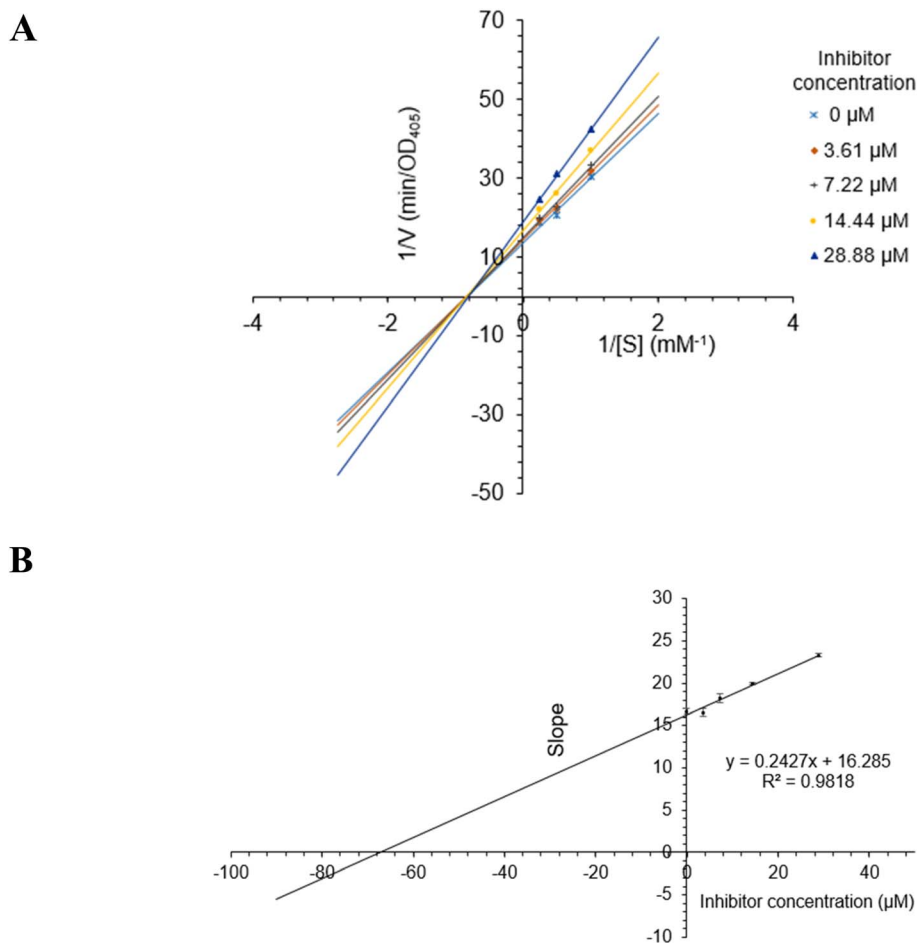 A
70
50
30
10
-10
-30
-50
-4
-2
0
2
4
1/V (min/OD₄₀₅)
1/[S] (mM⁻¹)
Inhibitor
concentration
0 µM
3.61 µM
7.22 µM
14.44 µM
28.88 µM
B
30
25
20
15
10
5
0
-5
-10
-100
-80
-60
-40
-20
0
20
40
Slope
y = 0.2427x + 16.285
R² = 0.9818
Inhibitor concentration (µM)